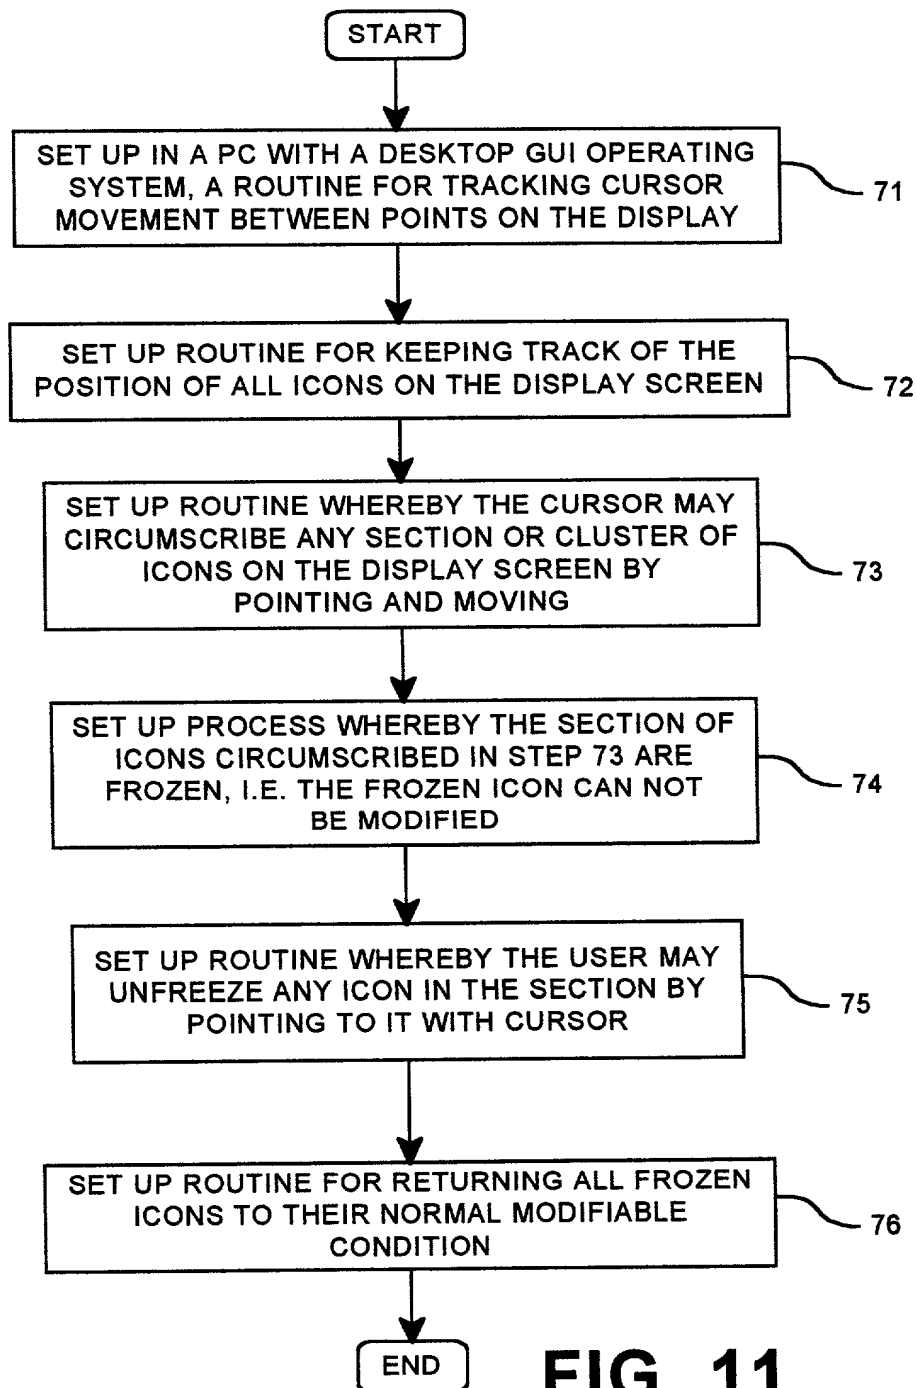 START
SET UP IN A PC WITH A DESKTOP GUI OPERATING
SYSTEM, A ROUTINE FOR TRACKING CURSOR
MOVEMENT BETWEEN POINTS ON THE DISPLAY
71
SET UP ROUTINE FOR KEEPING TRACK OF THE
POSITION OF ALL ICONS ON THE DISPLAY SCREEN
72
SET UP ROUTINE WHEREBY THE CURSOR MAY
CIRCUMSCRIBE ANY SECTION OR CLUSTER OF
ICONS ON THE DISPLAY SCREEN BY
POINTING AND MOVING
73
SET UP PROCESS WHEREBY THE SECTION OF
ICONS CIRCUMSCRIBED IN STEP 73 ARE
FROZEN, I.E. THE FROZEN ICON CAN NOT
BE MODIFIED
74
SET UP ROUTINE WHEREBY THE USER MAY
UNFREEZE ANY ICON IN THE SECTION BY
POINTING TO IT WITH CURSOR
75
SET UP ROUTINE FOR RETURNING ALL FROZEN
ICONS TO THEIR NORMAL MODIFIABLE
CONDITION
76
END
FIG. 11